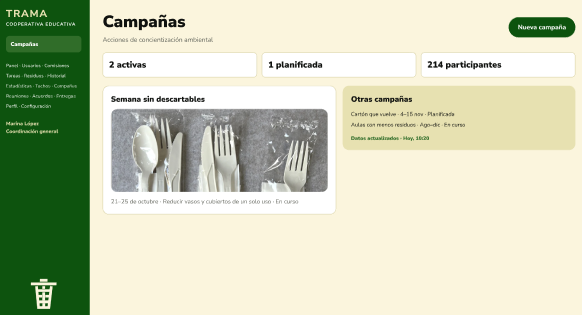 TRAMA
COOPERATIVA EDUCATIVA
Campañas
Panel · Usuarios · Comisiones
Tareas · Residuos · Historial
Estadísticas · Tachos · Campañas
Reuniones · Acuerdos · Entregas
Perfil · Configuración
Marina López
Coordinación general
Campañas
Acciones de concientización ambiental
Nueva campaña
2 activas
1 planificada
214 participantes
Semana sin descartables
21–25 de octubre · Reducir vasos y cubiertos de un solo uso · En curso
Otras campañas
Cartón que vuelve · 4–15 nov · Planificada
Aulas con menos residuos · Ago–dic · En curso
Datos actualizados · Hoy, 10:20